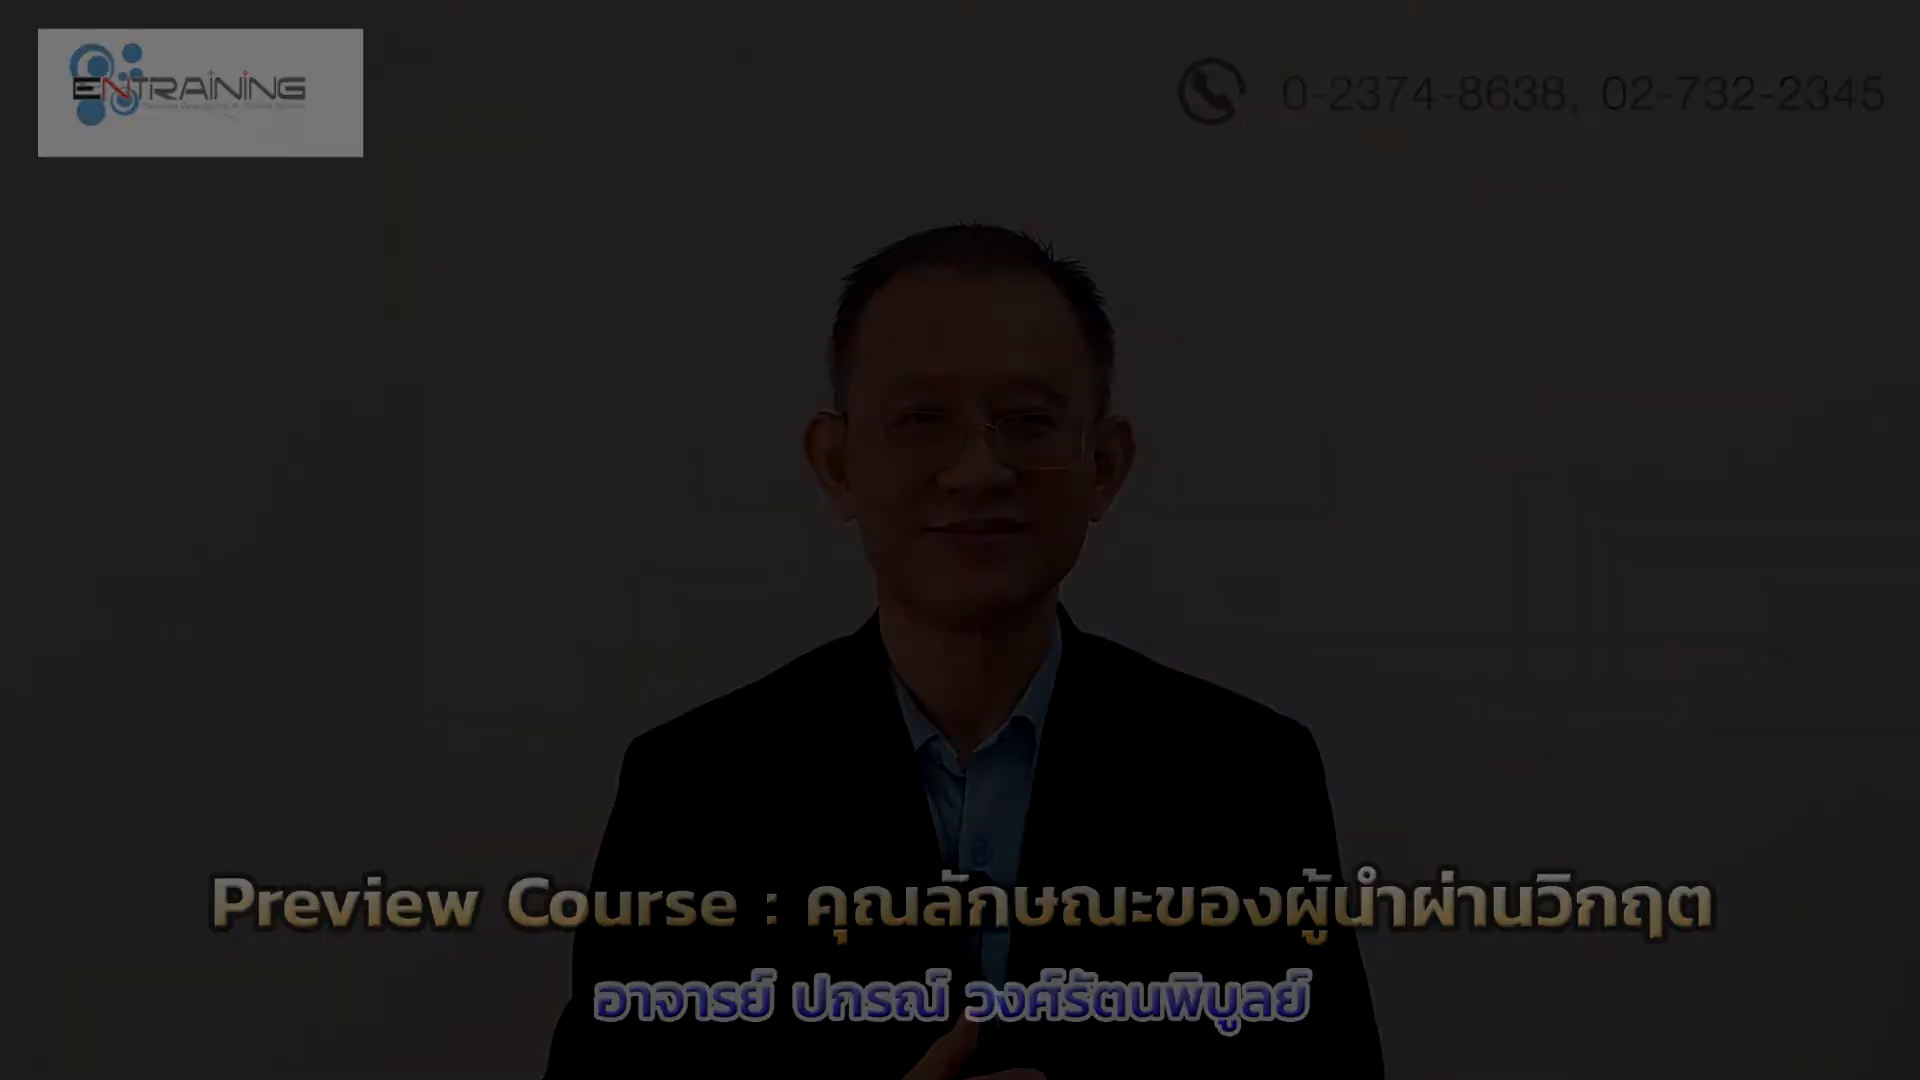 ENTRAINING
0-2374-8638, 02-732-2345
Preview Course : คุณลักษณะของผู้นำผ่านวิกฤต
อาจารย์ ปกรณ์ วงศ์รัตนพิบูลย์